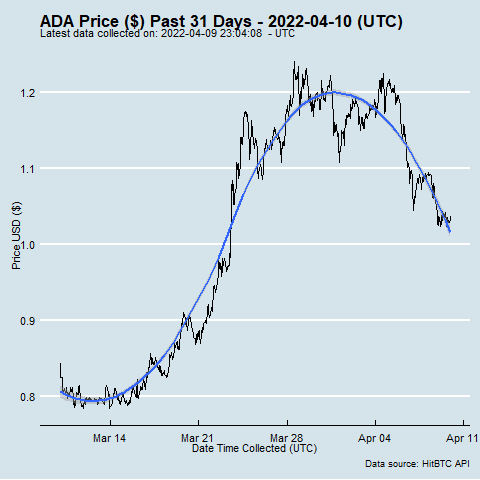 ADA Price ($) Past 31 Days - 2022-04-10 (UTC)
Latest data collected on: 2022-04-09 23:04:08 - UTC
1.2
1.1
1.0
0.9
0.8
Price USD ($)
Mar 14 Mar 21 Mar 28 Apr 04 Apr 11
Date Time Collected (UTC)
Data source: HitBTC API